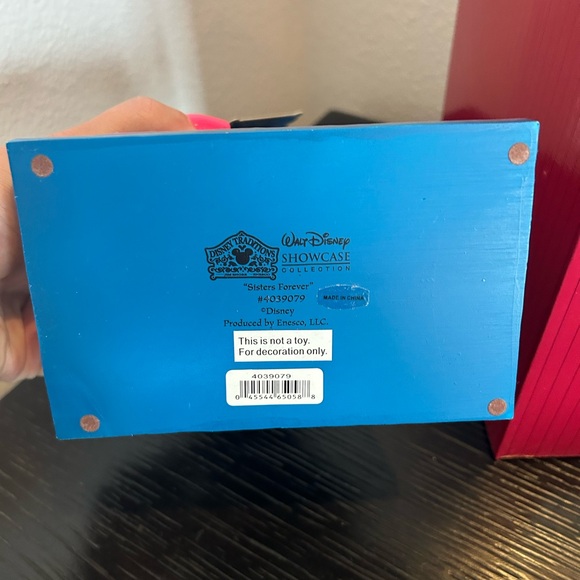 DISNEY TRADITIONS
WALT DISNEY
SHOWCASE
COLLECTION
"Sisters Forever"
#4039079
MADE IN CHINA
©Disney
Produced by Enesco, LLC.
This is not a toy.
For decoration only.
4039079
0 45544 65058 8